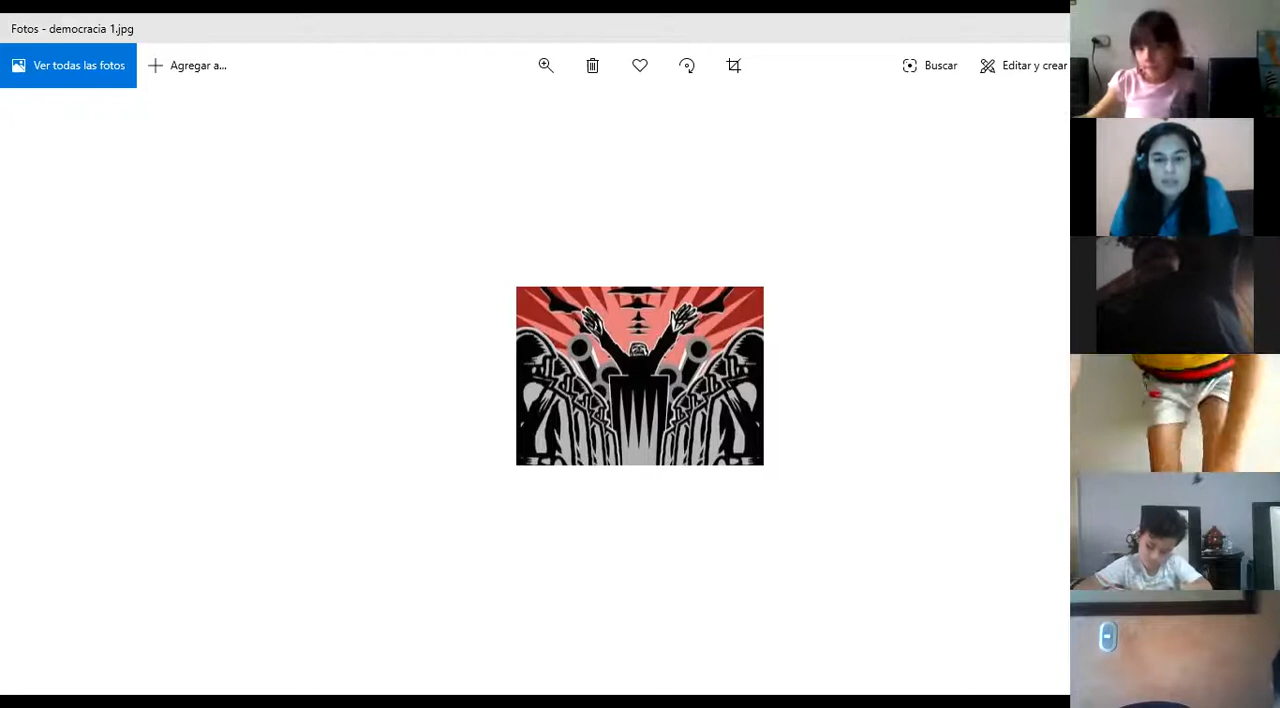 Fotos - democracia 1.jpg
Ver todas las fotos
Agregar a...
Buscar
Editar y crear